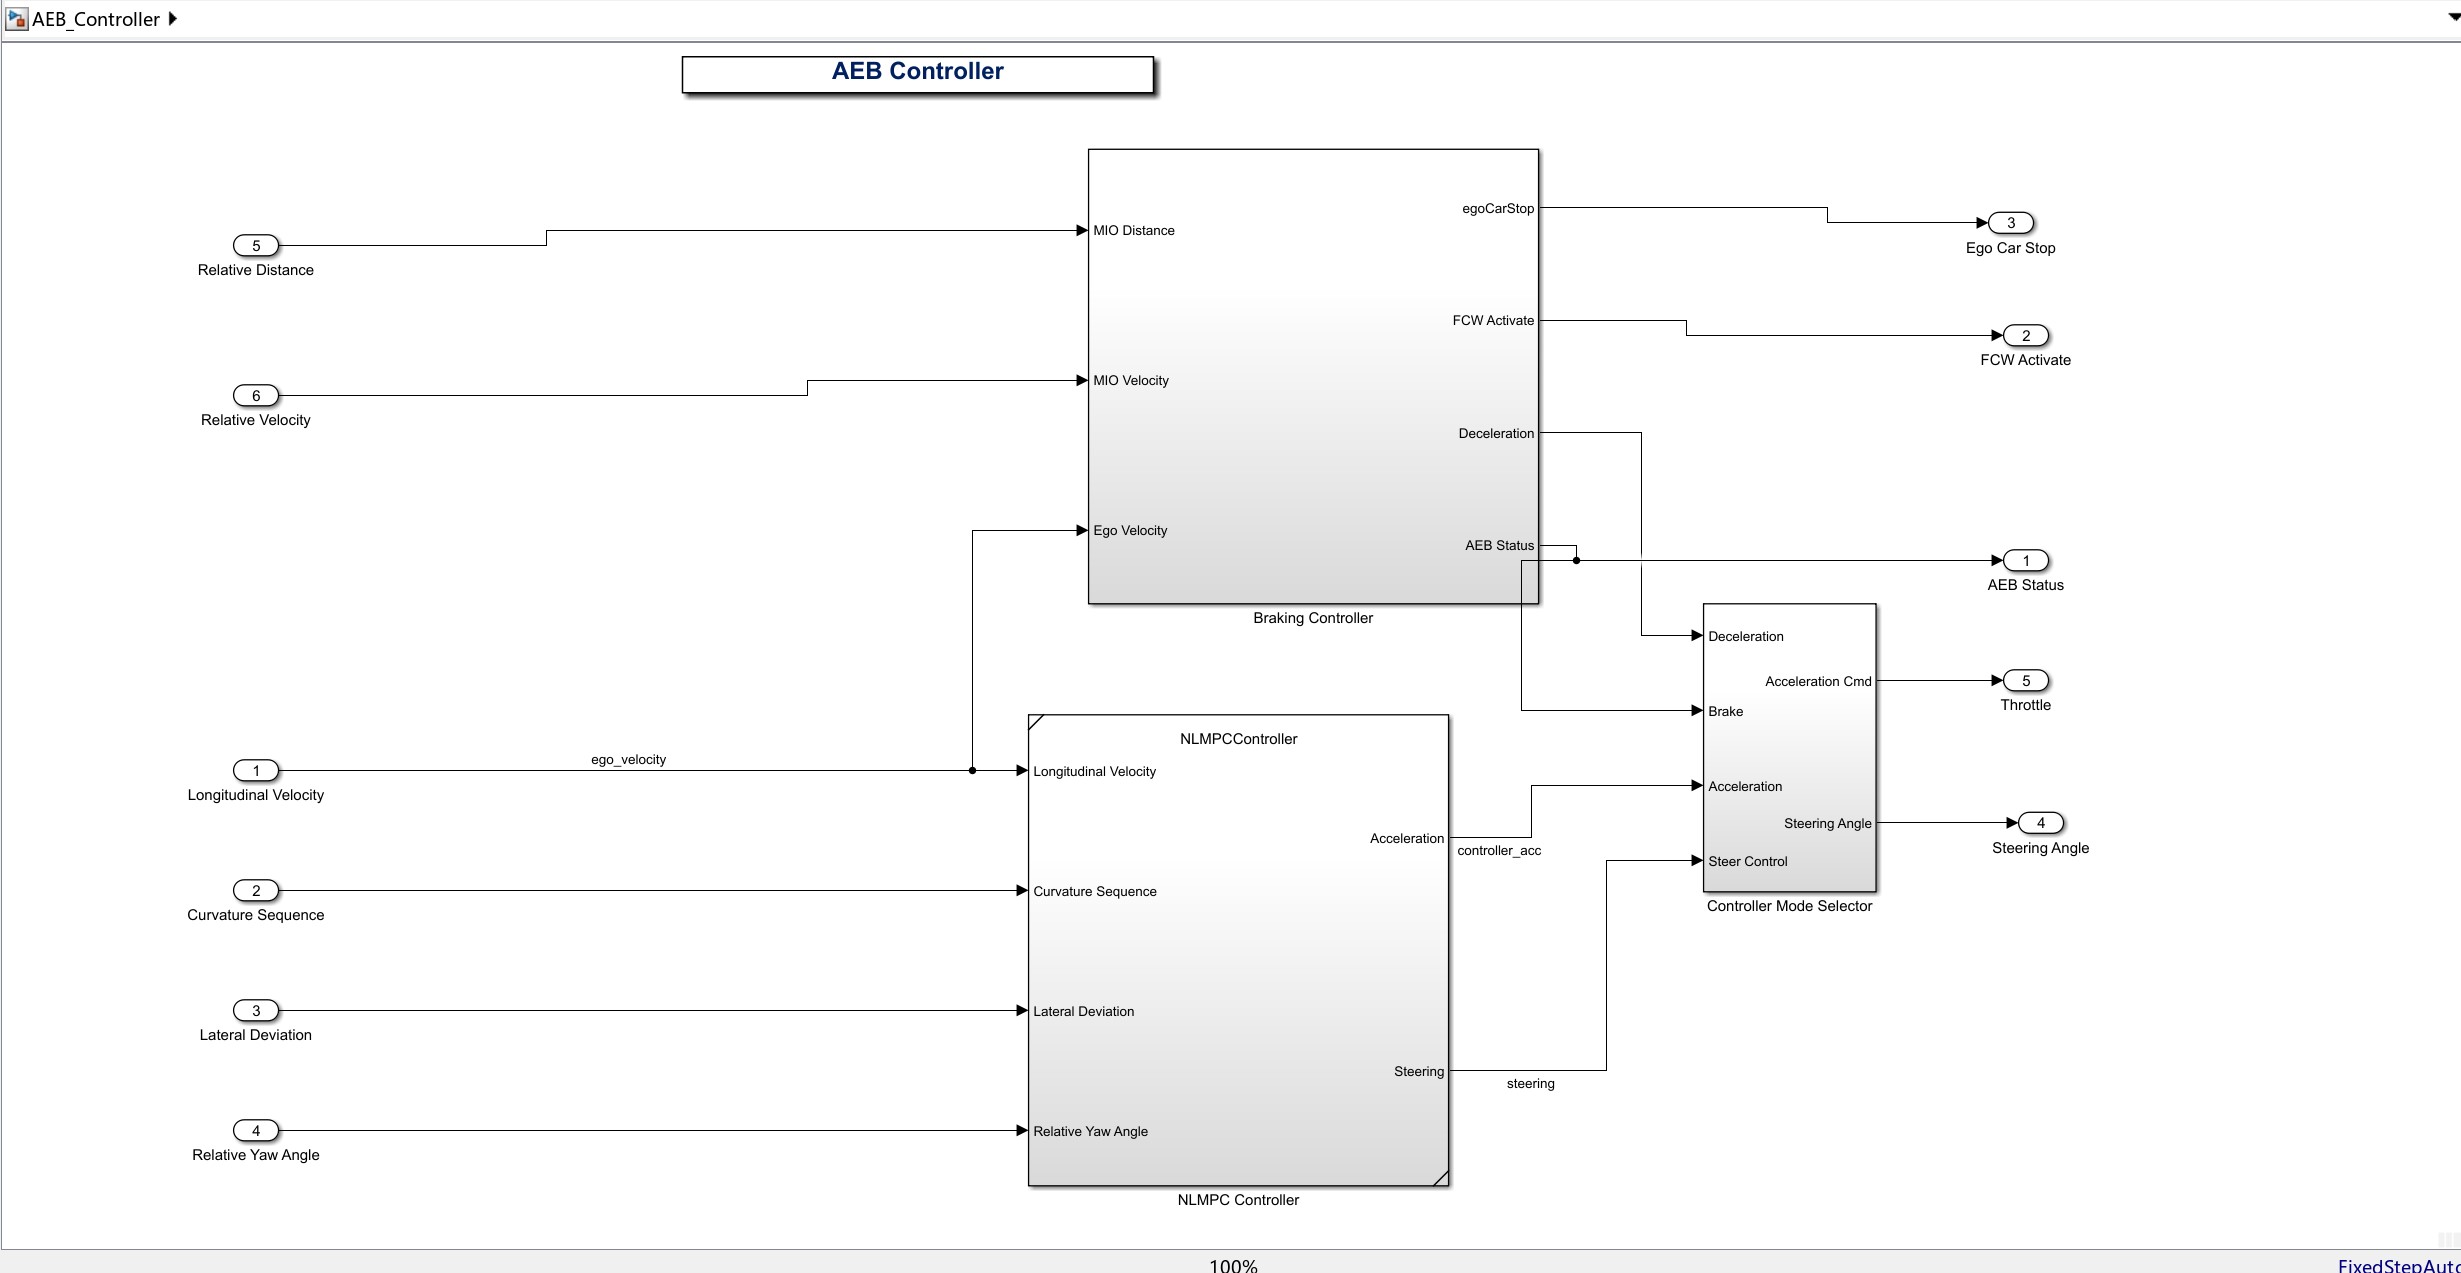 AEB_Controller
AEB Controller
5
Relative Distance
6
Relative Velocity
1
Longitudinal Velocity
ego_velocity
2
Curvature Sequence
3
Lateral Deviation
4
Relative Yaw Angle
MIO Distance
MIO Velocity
Ego Velocity
egoCarStop
FCW Activate
Deceleration
AEB Status
Braking Controller
NLMPCController
Longitudinal Velocity
Curvature Sequence
Lateral Deviation
Relative Yaw Angle
Acceleration
Steering
NLMPC Controller
controller_acc
steering
Deceleration
Brake
Acceleration
Steer Control
Acceleration Cmd
Steering Angle
Controller Mode Selector
3
Ego Car Stop
2
FCW Activate
1
AEB Status
5
Throttle
4
Steering Angle
100%
FixedStepAuto